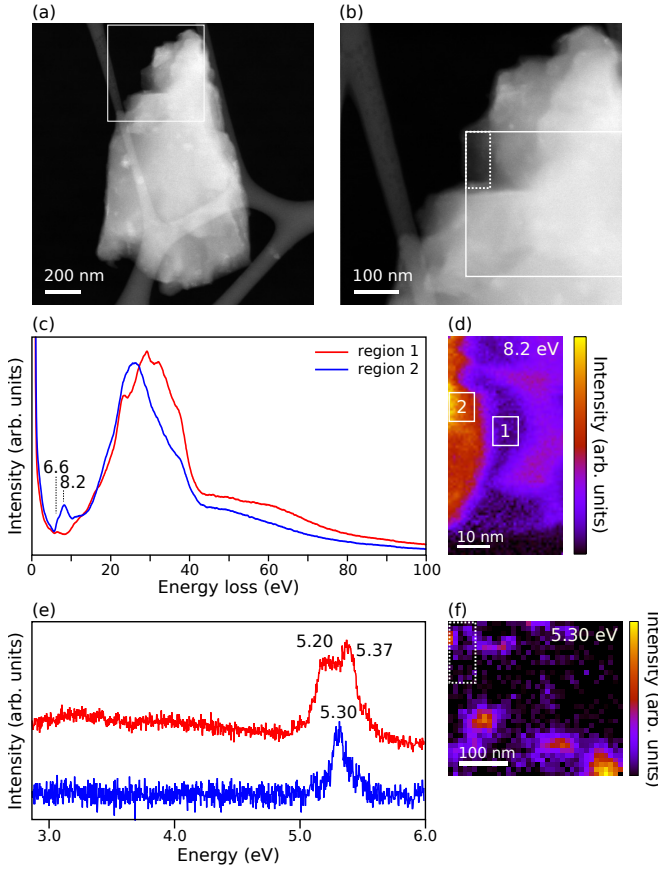 (a)
200 nm
(b)
100 nm
(c)
Intensity (arb. units)
region 1
region 2
6.6
8.2
0
20
40
60
80
100
Energy loss (eV)
(d)
8.2 eV
2
1
10 nm
Intensity (arb. units)
(e)
Intensity (arb. units)
5.20
5.37
5.30
3.0
4.0
5.0
6.0
Energy (eV)
(f)
5.30 eV
100 nm
Intensity (arb. units)